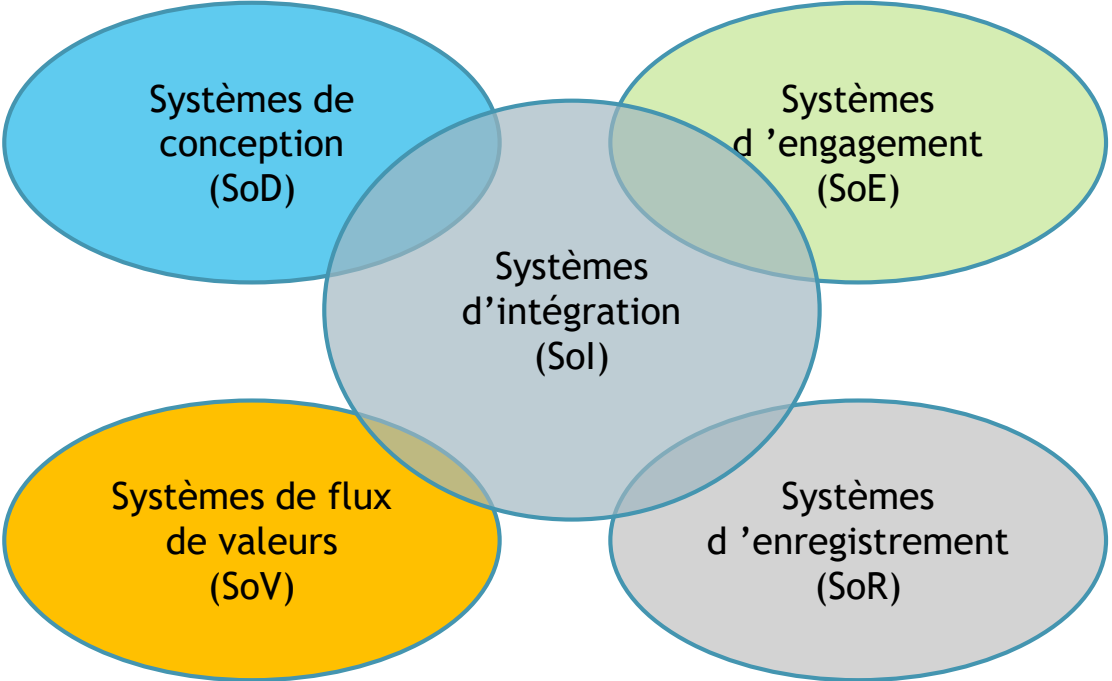 Systèmes de
conception
(SoD)
Systèmes
d ’engagement
(SoE)
Systèmes
d’intégration
(SoI)
Systèmes de flux
de valeurs
(SoV)
Systèmes
d ’enregistrement
(SoR)